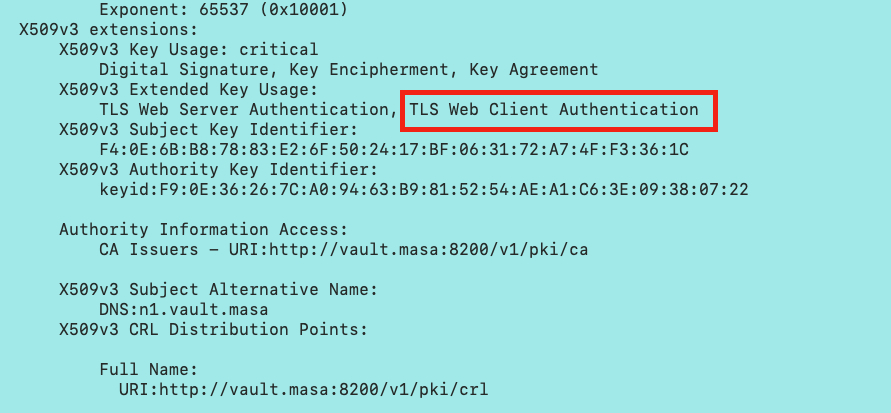 Exponent: 65537 (0x10001)
X509v3 extensions:
X509v3 Key Usage: critical
Digital Signature, Key Encipherment, Key Agreement
X509v3 Extended Key Usage:
TLS Web Server Authentication, TLS Web Client Authentication
X509v3 Subject Key Identifier:
F4:0E:6B:B8:78:83:E2:6F:50:24:17:BF:06:31:72:A7:4F:F3:36:1C
X509v3 Authority Key Identifier:
keyid:F9:0E:36:26:7C:A0:94:63:B9:81:52:54:AE:A1:C6:3E:09:38:07:22
Authority Information Access:
CA Issuers - URI:http://vault.masa:8200/v1/pki/ca
X509v3 Subject Alternative Name:
DNS:n1.vault.masa
X509v3 CRL Distribution Points:
Full Name:
URI:http://vault.masa:8200/v1/pki/crl